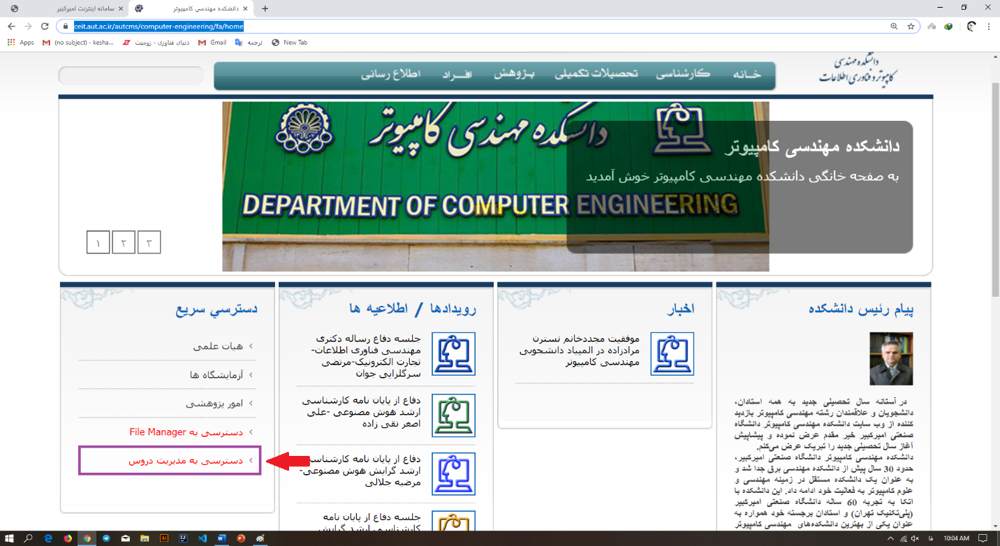 سامانه اینترنت امیرکبیر
دانشکده مهندسي کامپیوتر
ceit.aut.ac.ir/autcms/computer-engineering/fa/home
Apps
(no subject) - kesha...
دنیای فناوری - زومیت
Gmail
ترجمه
New Tab
دانشکده مهندسی
کامپیوتر و فناوری اطلاعات
خـانـه
کارشناسی
تحصیلات تکمیلی
پـژوهش
افـــراد
اطلاع رسانی
دانشکده مهندسی کامپیوتر
DEPARTMENT OF COMPUTER ENGINEERING
دانشکده مهندسی کامپیوتر
به صفحه خانگی دانشکده مهندسی کامپیوتر خوش آمدید
۱
۲
۳
پیام رئیس دانشکده
در آستانه سال تحصیلی جدید به همه استادان،
دانشجویان و علاقمندان رشته مهندسی کامپیوتر بازدید
کننده از وب سایت دانشکده مهندسی کامپیوتر دانشگاه
صنعتی امیرکبیر خیر مقدم عرض نموده و پیشاپیش
آغاز سال تحصیلی جدید را تبریک عرض می‌کنم.
دانشکده مهندسی کامپیوتر دانشگاه صنعتی امیرکبیر،
حدود 30 سال پیش از دانشکده مهندسی برق جدا شد و
به عنوان یک دانشکده مستقل در زمینه مهندسی و
علوم کامپیوتر به فعالیت خود ادامه داد. این دانشکده با
اتکا به تجربه 60 ساله دانشگاه صنعتی امیرکبیر
(پلی‌تکنیک تهران) و استادان برجسته خود همواره به
عنوان یکی از بهترین دانشکده‌های مهندسی کامپیوتر
اخبار
موفقیت مجددخانم نسترن
مرادزاده در المپیاد دانشجویی
مهندسی کامپیوتر
رویدادها / اطلاعیه ها
جلسه دفاع رساله دکتری
مهندسی فناوری اطلاعات-
تجارت الکترونیک-مرتضی
سرگلزایی جوان
دفاع از پایان نامه کارشناسی
ارشد هوش مصنوعی -علی
اصغر تقی زاده
دفاع از پایان نامه کارشناسی
ارشد گرایش هوش مصنوعی-
مرضیه جلالی
جلسه دفاع از پایان نامه
کارشناسی ارشد گرایش
دسترسي سریع
هیات علمی
آزمایشگاه ها
امور پژوهشی
دسترسی به File Manager
دسترسی به مدیریت دروس
فا
10:04 AM